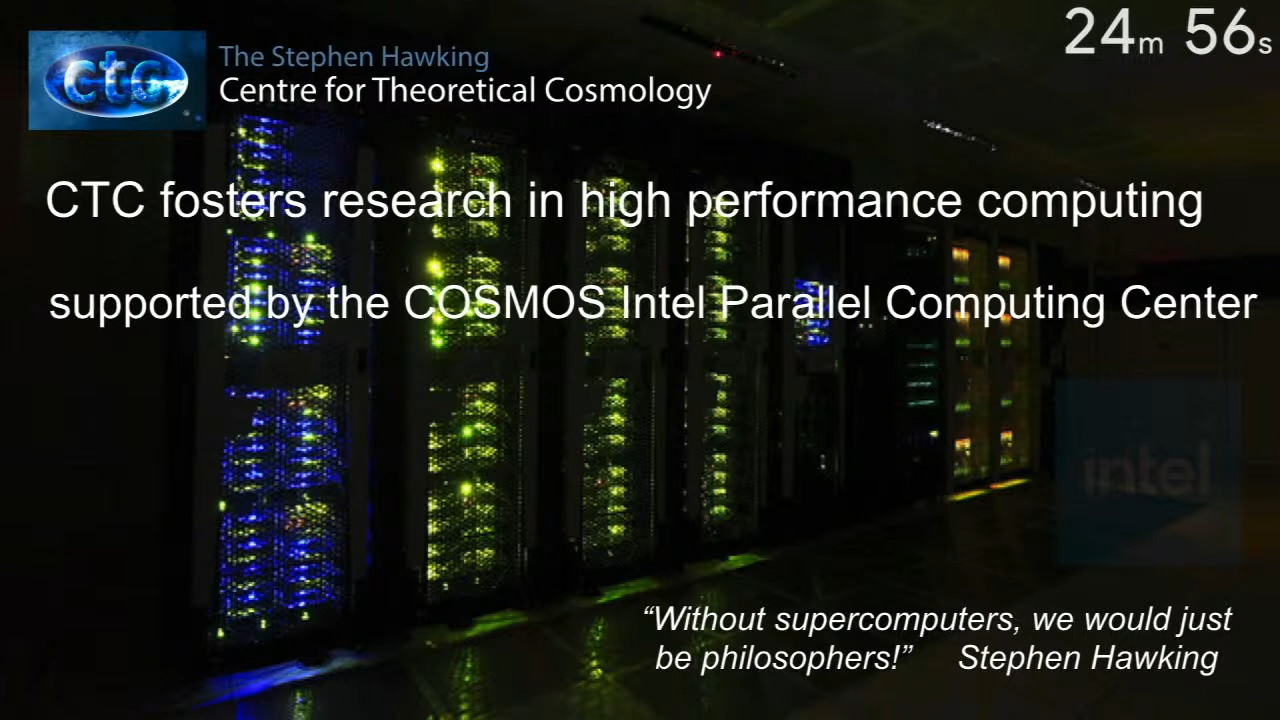 24m 56s
ctc
The Stephen Hawking
Centre for Theoretical Cosmology
CTC fosters research in high performance computing
supported by the COSMOS Intel Parallel Computing Center
intel
“Without supercomputers, we would just
be philosophers!” Stephen Hawking